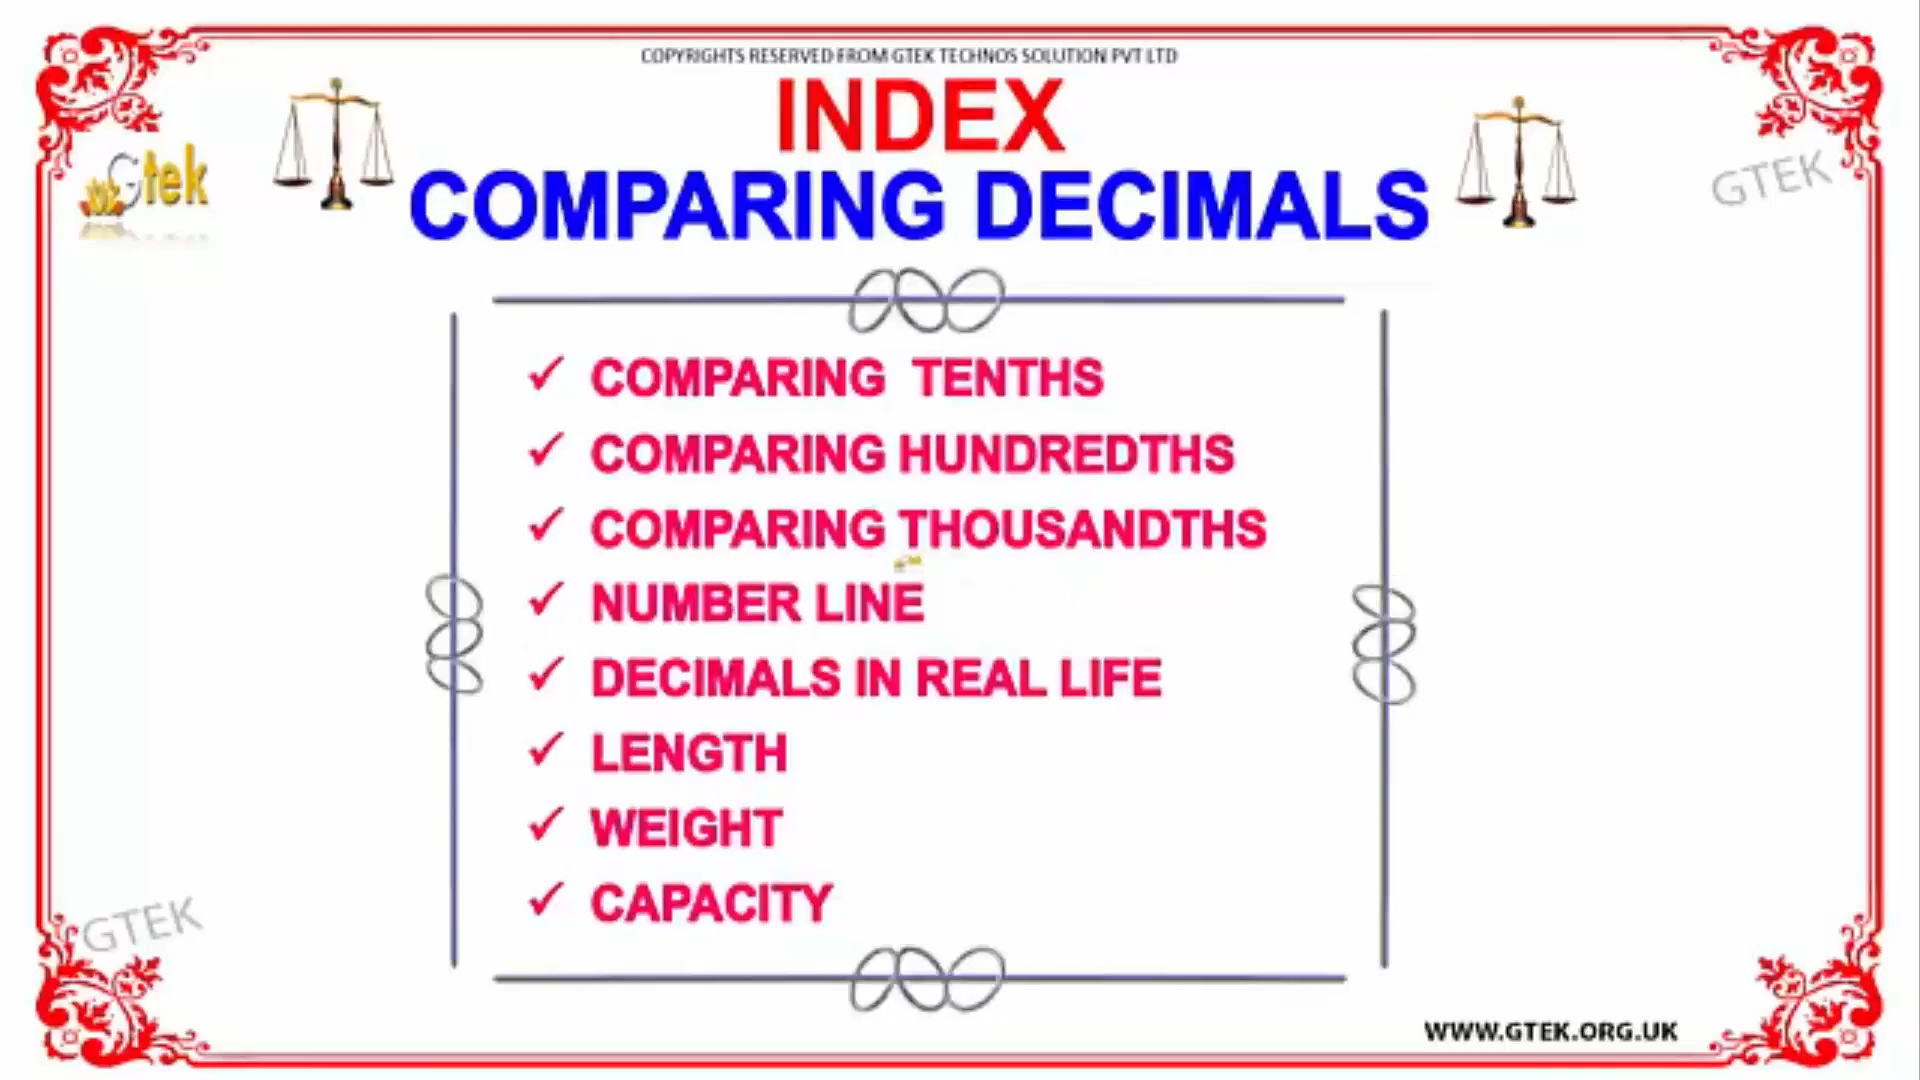 COPYRIGHTS RESERVED FROM GTEK TECHNOS SOLUTION PVT LTD
INDEX
Gtek
GTEK
COMPARING DECIMALS
COMPARING TENTHS
COMPARING HUNDREDTHS
COMPARING THOUSANDTHS
NUMBER LINE
DECIMALS IN REAL LIFE
LENGTH
WEIGHT
CAPACITY
GTEK
WWW.GTEK.ORG.UK